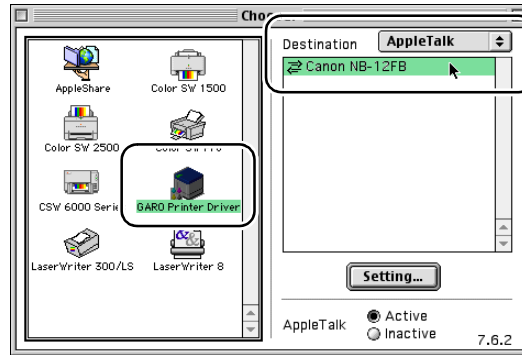 Destination AppleTalk
Canon NB-12FB
AppleShare Color SW 1500
Color SW 2500
CSW 6000 Serie GARO Printer Driver
LaserWriter 300/LS LaserWriter 8
Setting...
AppleTalk Active
Inactive
7.6.2